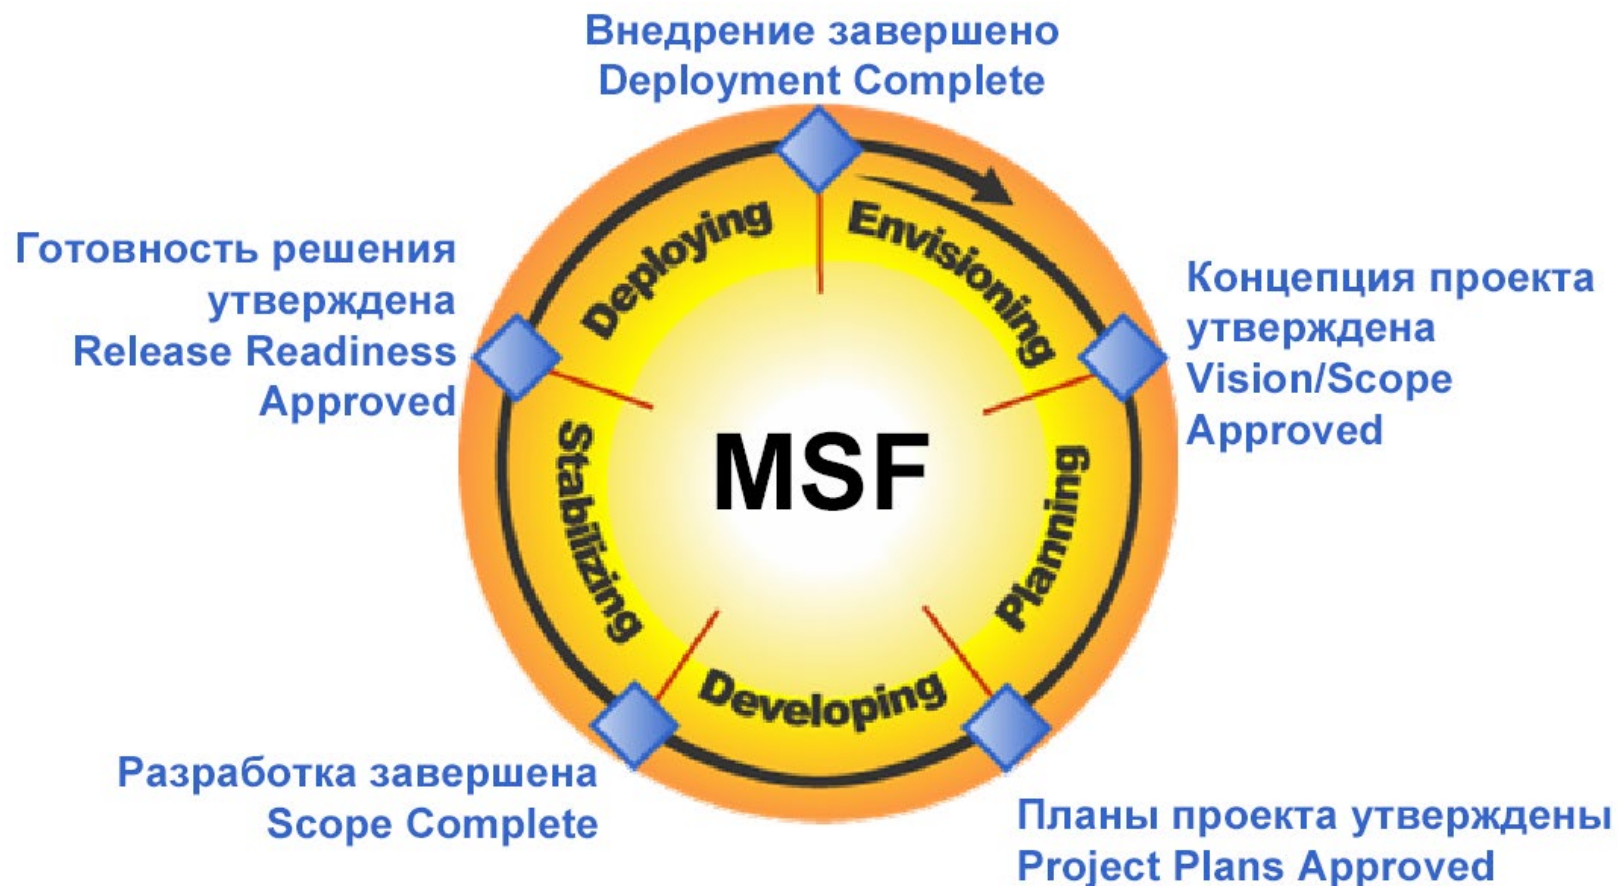 Внедрение завершено
Deployment Complete
Готовность решения
утверждена
Release Readiness
Approved
Концепция проекта
утверждена
Vision/Scope
Approved
Deploying
Envisioning
MSF
Stabilizing
Planning
Developing
Разработка завершена
Scope Complete
Планы проекта утверждены
Project Plans Approved